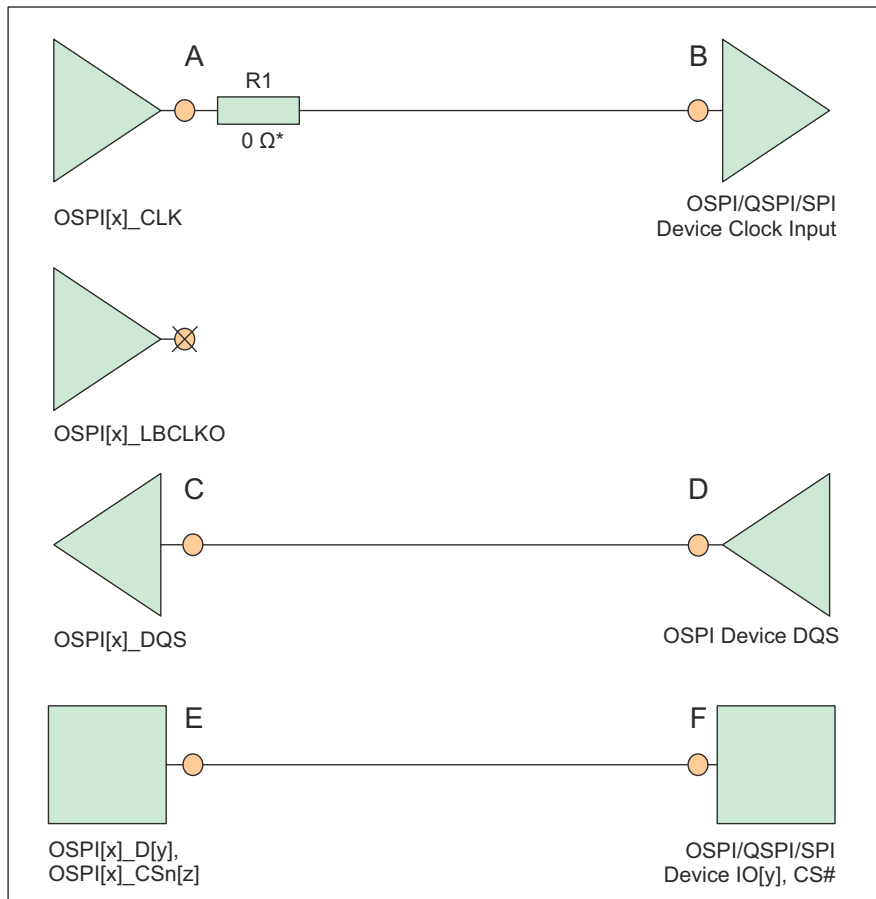 A
B
R1
0 Ω*
OSPI[x]_CLK
OSPI/QSPI/SPI
Device Clock Input
OSPI[x]_LBCLKO
C
D
OSPI[x]_DQS
OSPI Device DQS
E
F
OSPI[x]_D[y],
OSPI[x]_CSn[z]
OSPI/QSPI/SPI
Device IO[y], CS#